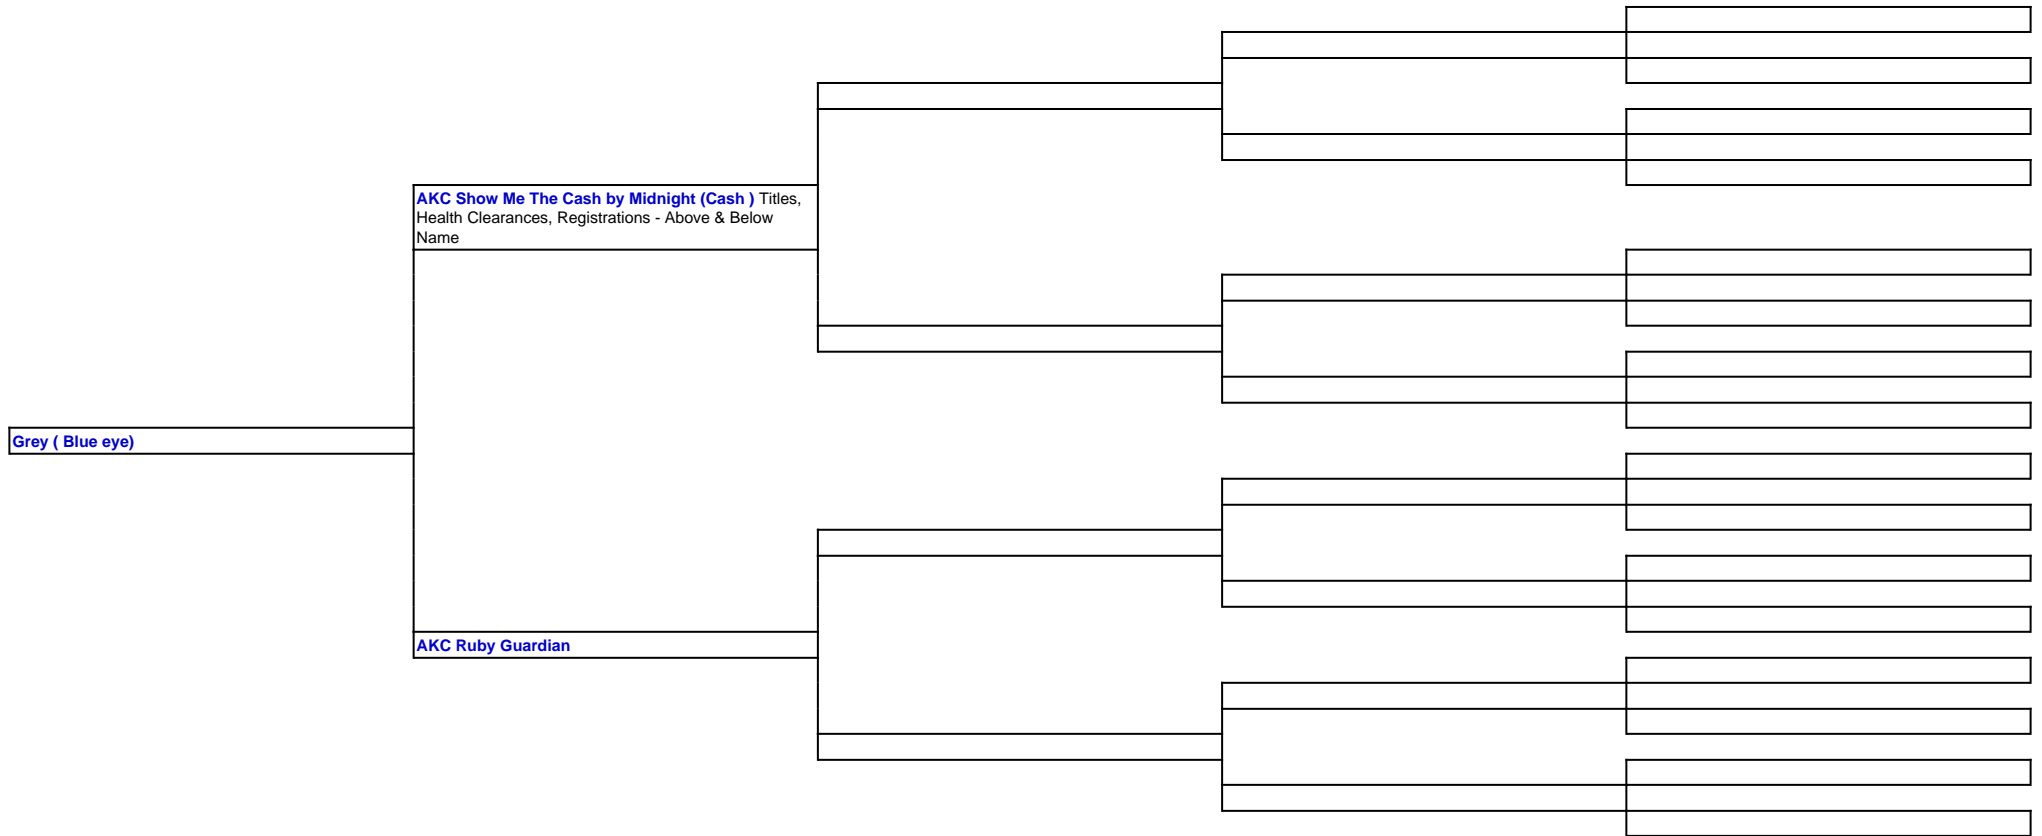 AKC Show Me The Cash by Midnight (Cash ) Titles,
Health Clearances, Registrations - Above & Below
Name
Grey ( Blue eye)
AKC Ruby Guardian